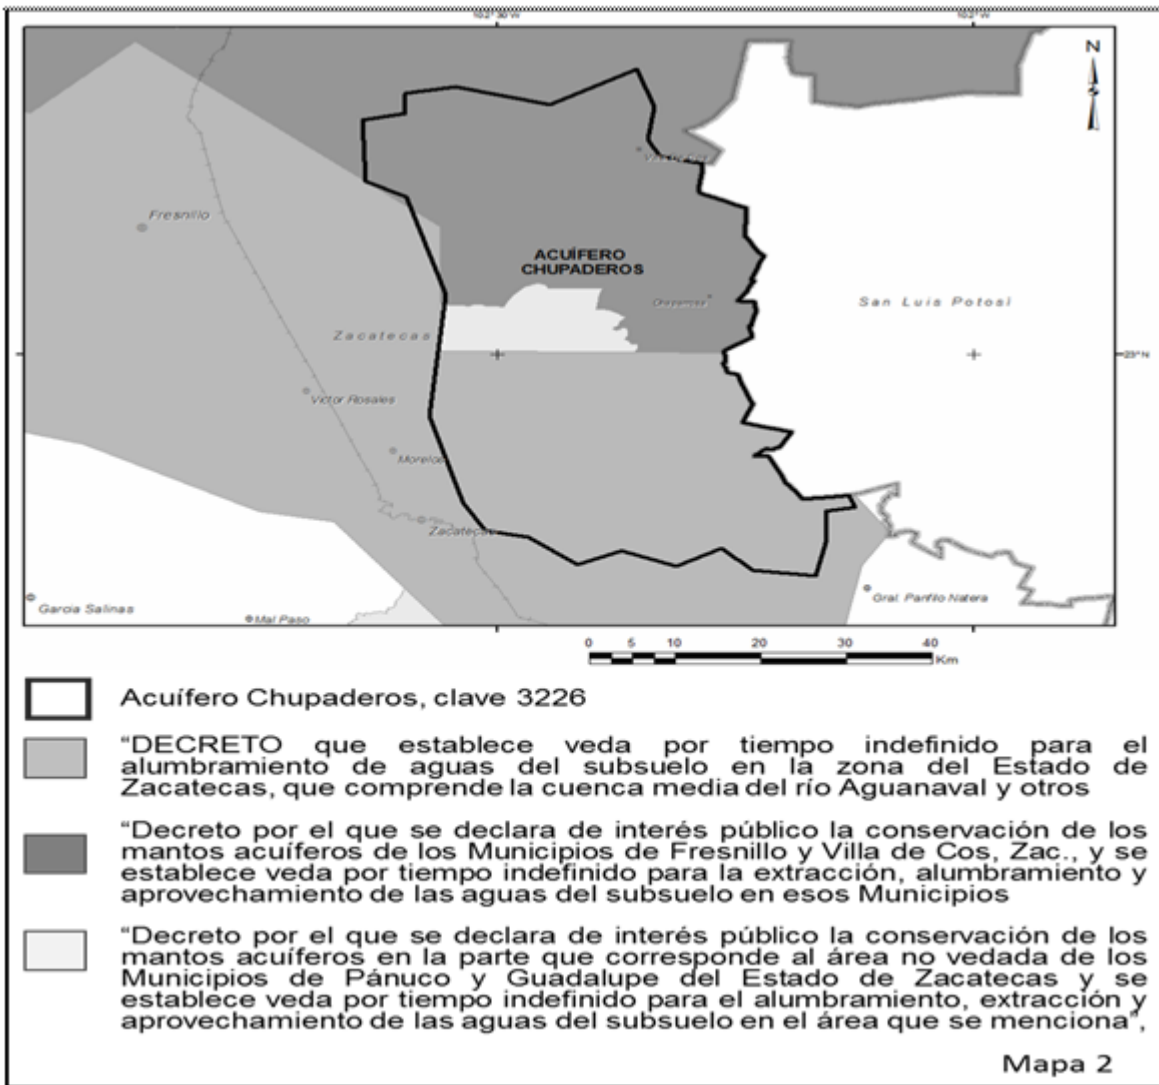 102°30'W
102°W
N
Villa De Cos
Fresnillo
ACUÍFERO
CHUPADEROS
San Luis Potosí
Zacatecas
23°N
Victor Rosales
Morelos
Zacatecas
Garcia Salinas
Mal Paso
Gral. Panfilo Natera
0 5 10 20 30 40
Km
Acuífero Chupaderos, clave 3226
“DECRETO que establece veda por tiempo indefinido para el
alumbramiento de aguas del subsuelo en la zona del Estado de
Zacatecas, que comprende la cuenca media del río Aguanaval y otros
“Decreto por el que se declara de interés público la conservación de los
mantos acuíferos de los Municipios de Fresnillo y Villa de Cos, Zac., y se
establece veda por tiempo indefinido para la extracción, alumbramiento y
aprovechamiento de las aguas del subsuelo en esos Municipios
“Decreto por el que se declara de interés público la conservación de los
mantos acuíferos en la parte que corresponde al área no vedada de los
Municipios de Pánuco y Guadalupe del Estado de Zacatecas y se
establece veda por tiempo indefinido para el alumbramiento, extracción y
aprovechamiento de las aguas del subsuelo en el área que se menciona”,
Mapa 2